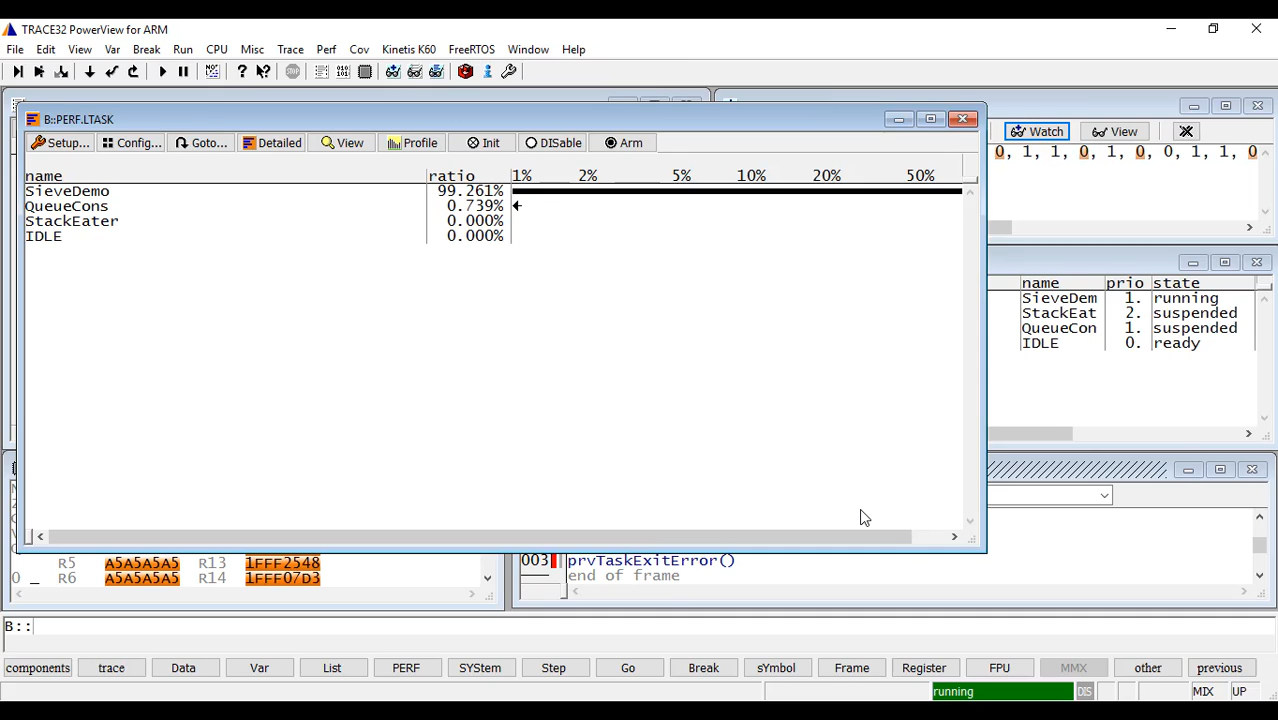 TRACE32 PowerView for ARM
File Edit View Var Break Run CPU Misc Trace Perf Cov Kinetis K60 FreeRTOS Window Help
B::PERF.LTASK
Setup... Config... Goto... Detailed View Profile Init DISable Arm
name ratio 1% 2% 5% 10% 20% 50%
SieveDemo 99.261%
QueueCons 0.739%
StackEater 0.000%
IDLE 0.000%
Watch View
0, 1, 1, 0, 1, 0, 0, 1, 1, 0
name prio state
SieveDem 1. running
StackEat 2. suspended
QueueCon 1. suspended
IDLE 0. ready
R5 A5A5A5A5 R13 1FFF2548
0 _ R6 A5A5A5A5 R14 1FFF07D3
003 prvTaskExitError()
end of frame
B::
components trace Data Var List PERF SYStem Step Go Break sYmbol Frame Register FPU MMX other previous
running DIS MIX UP